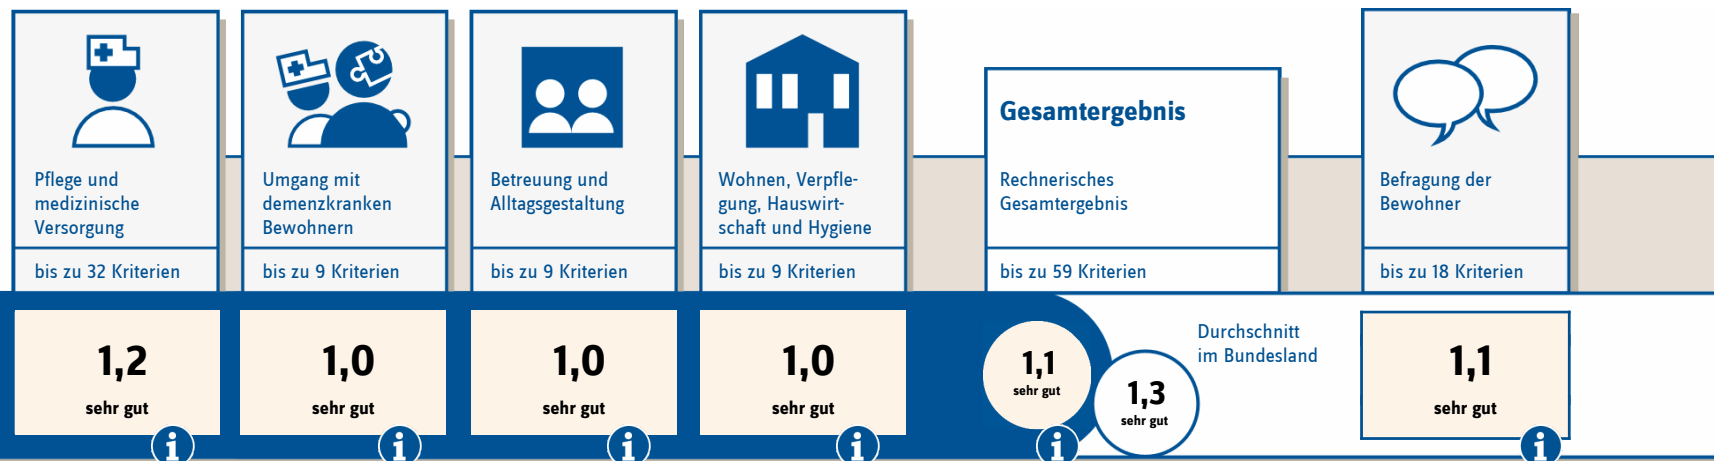 Pflege und
medizinische
Versorgung
bis zu 32 Kriterien
1,2
sehr gut
Umgang mit
demenzkranken
Bewohnern
bis zu 9 Kriterien
1,0
sehr gut
Betreuung und
Alltagsgestaltung
bis zu 9 Kriterien
1,0
sehr gut
Wohnen, Verpfle-
gung, Hauswirt-
schaft und Hygiene
bis zu 9 Kriterien
1,0
sehr gut
Gesamtergebnis
Rechnerisches
Gesamtergebnis
bis zu 59 Kriterien
1,1
sehr gut
1,3
sehr gut
Durchschnitt
im Bundesland
Befragung der
Bewohner
bis zu 18 Kriterien
1,1
sehr gut